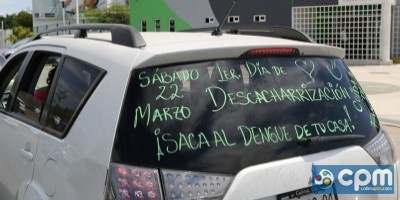 SÁBADO 1ER DÍA DE
22
MARZO DESCACHARRIZACIÓN
¡SACA AL DENGUE DE TU CASA!
cpm